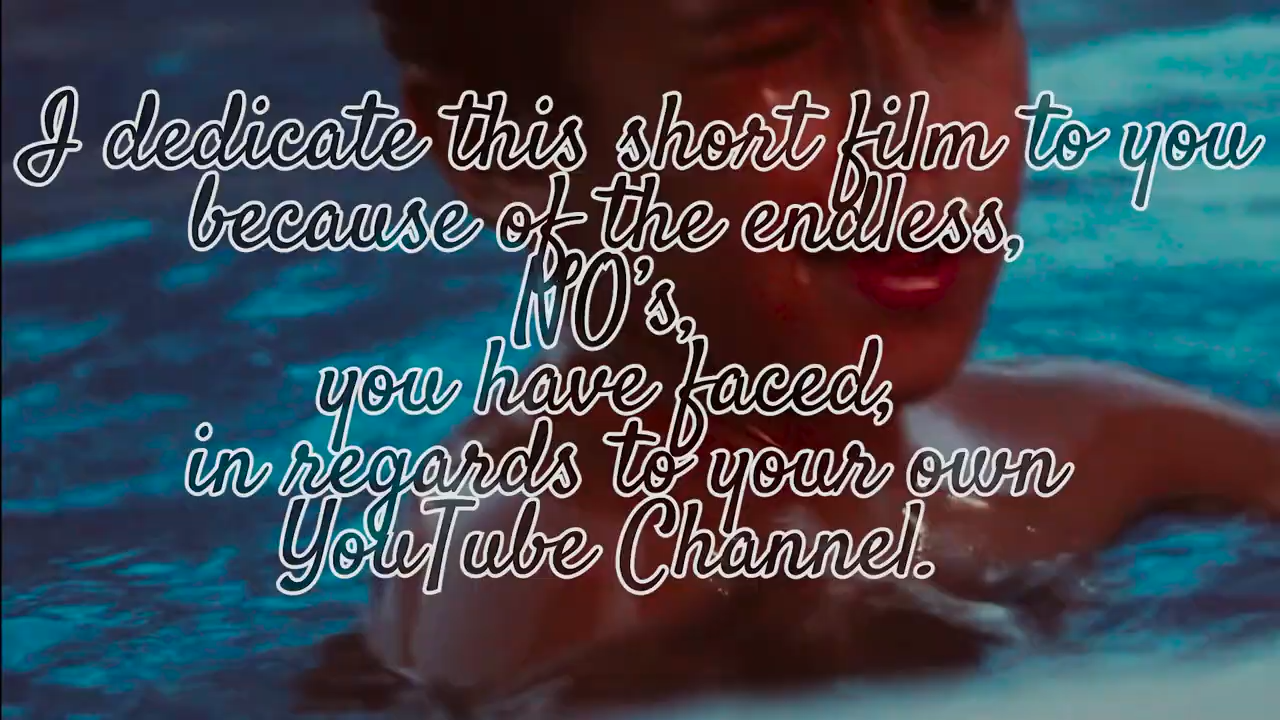 I dedicate this short film to you
because of the endless,
NO's,
you have faced,
in regards to your own
YouTube Channel.